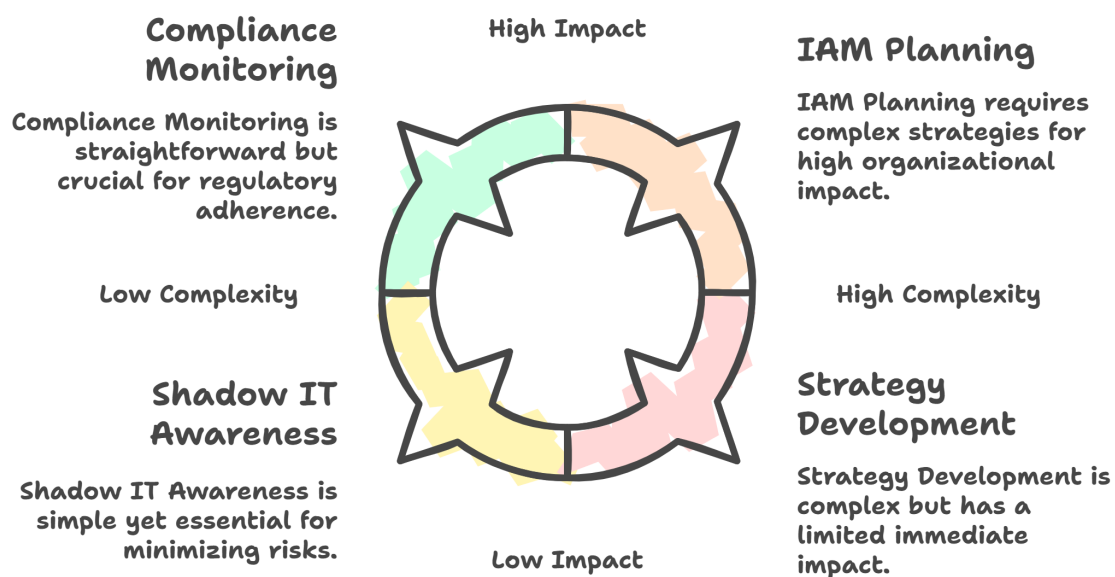 Compliance
Monitoring
Compliance Monitoring is
straightforward but
crucial for regulatory
adherence.
High Impact
IAM Planning
IAM Planning requires
complex strategies for
high organizational
impact.
Low Complexity
High Complexity
Shadow IT
Awareness
Shadow IT Awareness is
simple yet essential for
minimizing risks.
Strategy
Development
Strategy Development is
complex but has a
limited immediate
impact.
Low Impact